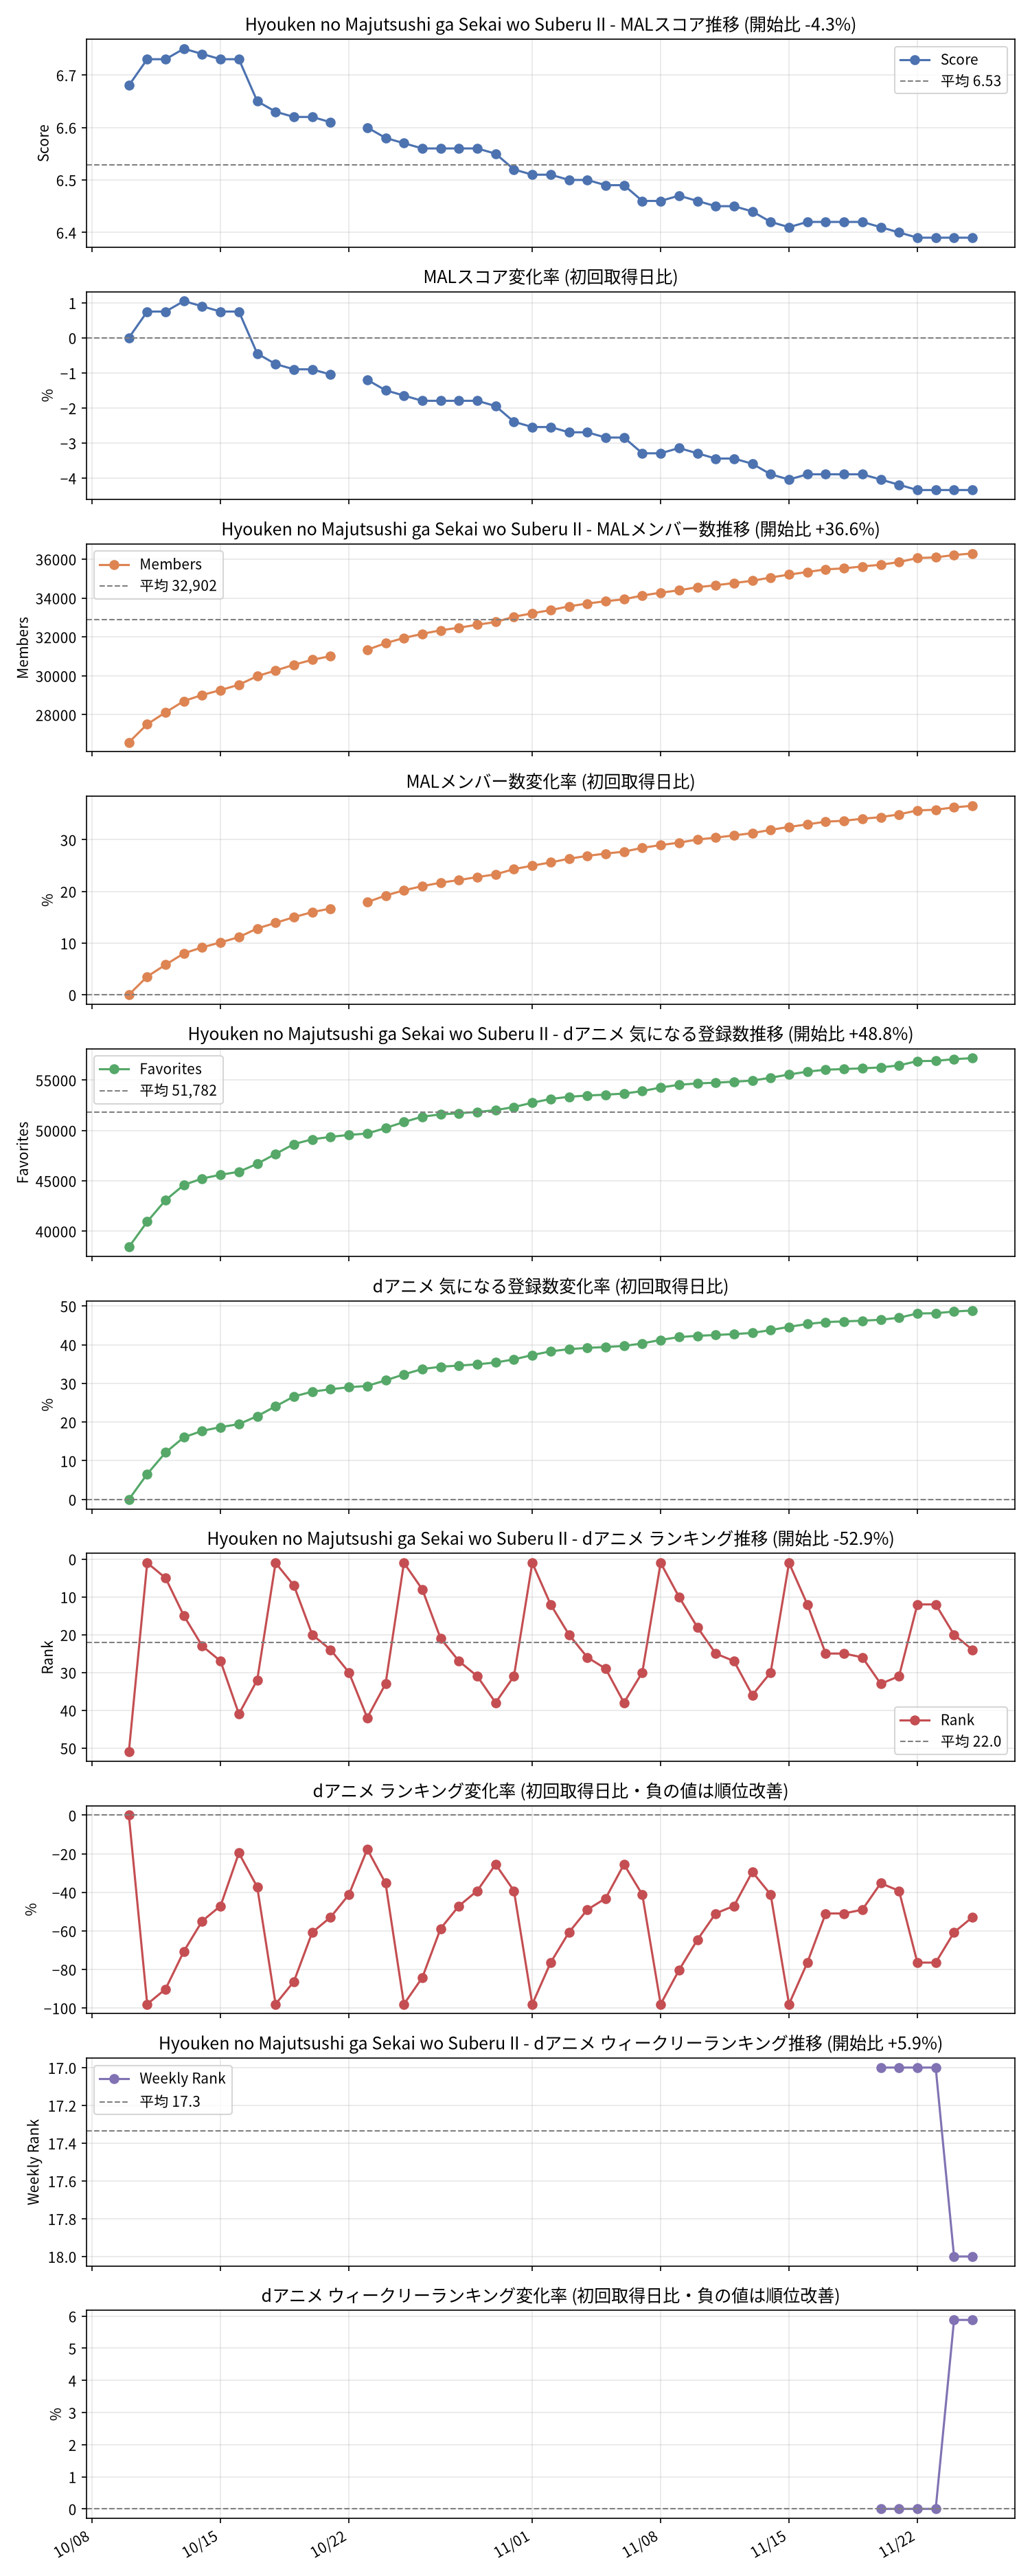 Hyouken no Majutsushi ga Sekai wo Suberu II - MALスコア推移 (開始比 -4.3%)
Score
平均 6.53
Score
6.7
6.6
6.5
6.4
MALスコア変化率 (初回取得日比)
%
1
0
−1
−2
−3
−4
Hyouken no Majutsushi ga Sekai wo Suberu II - MALメンバー数推移 (開始比 +36.6%)
Members
平均 32,902
Members
36000
34000
32000
30000
28000
MALメンバー数変化率 (初回取得日比)
%
30
20
10
0
Hyouken no Majutsushi ga Sekai wo Suberu II - dアニメ 気になる登録数推移 (開始比 +48.8%)
Favorites
平均 51,782
Favorites
55000
50000
45000
40000
dアニメ 気になる登録数変化率 (初回取得日比)
%
50
40
30
20
10
0
Hyouken no Majutsushi ga Sekai wo Suberu II - dアニメ ランキング推移 (開始比 -52.9%)
Rank
0
10
20
30
40
50
Rank
平均 22.0
dアニメ ランキング変化率 (初回取得日比・負の値は順位改善)
%
0
−20
−40
−60
−80
−100
Hyouken no Majutsushi ga Sekai wo Suberu II - dアニメ ウィークリーランキング推移 (開始比 +5.9%)
Weekly Rank
平均 17.3
Weekly Rank
17.0
17.2
17.4
17.6
17.8
18.0
dアニメ ウィークリーランキング変化率 (初回取得日比・負の値は順位改善)
%
6
5
4
3
2
1
0
10/08
10/15
10/22
11/01
11/08
11/15
11/22